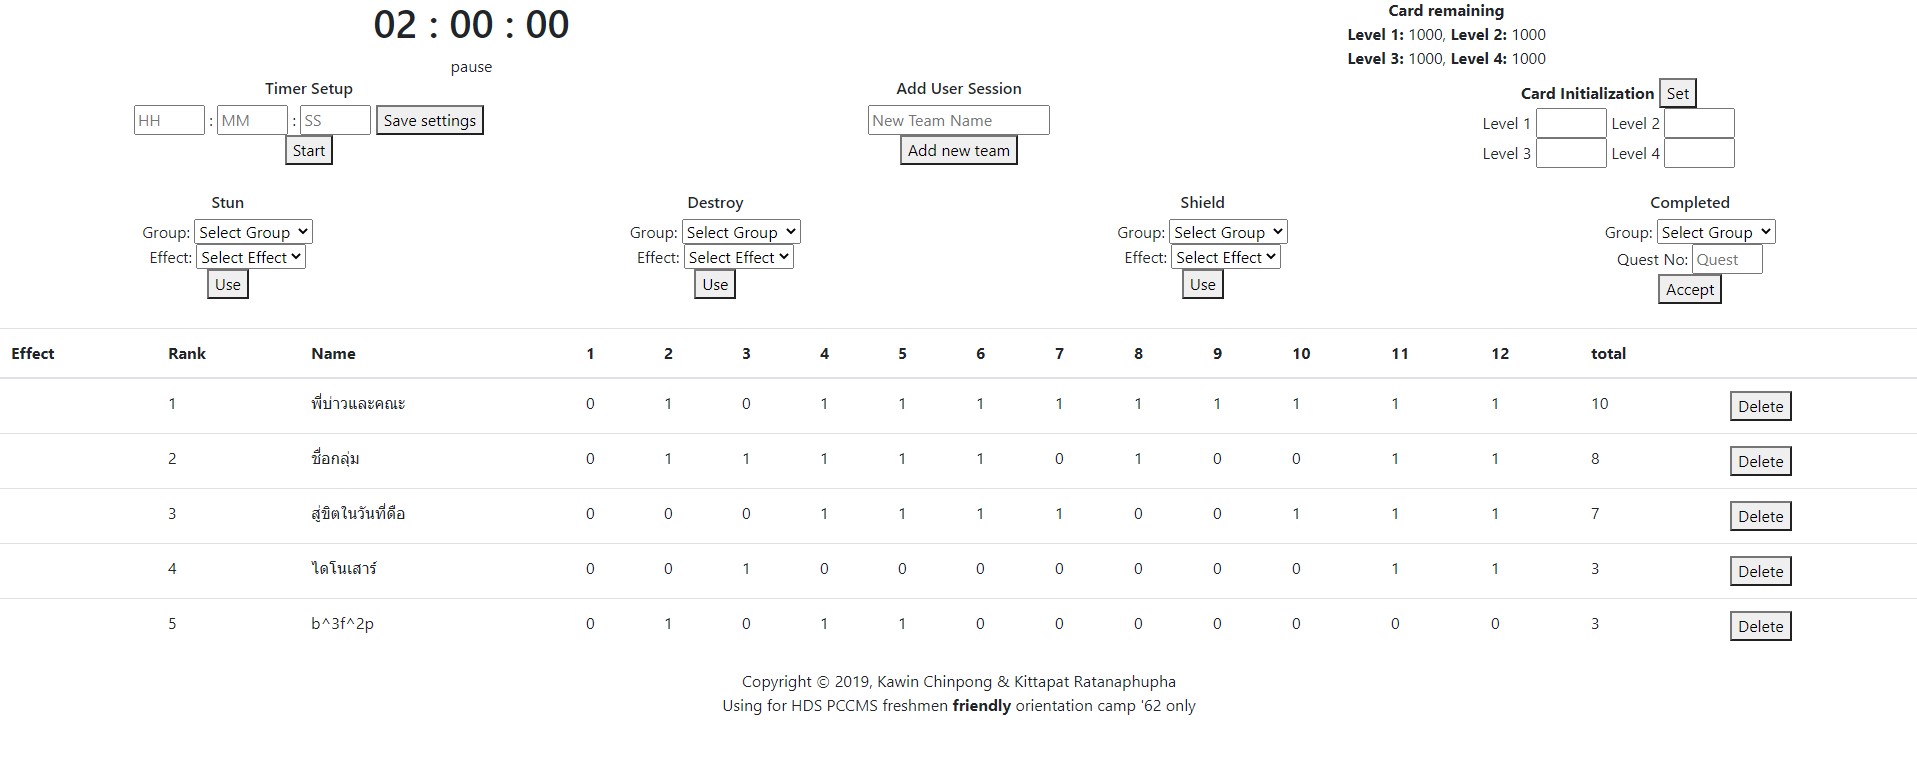 02 : 00 : 00
pause
Card remaining
Level 1: 1000, Level 2: 1000
Level 3: 1000, Level 4: 1000
Timer Setup
HH : MM : SS Save settings
Start
Add User Session
New Team Name
Add new team
Card Initialization Set
Level 1 Level 2
Level 3 Level 4
Stun
Group: Select Group
Effect: Select Effect
Use
Destroy
Group: Select Group
Effect: Select Effect
Use
Shield
Group: Select Group
Effect: Select Effect
Use
Completed
Group: Select Group
Quest No: Quest
Accept
Effect Rank Name 1 2 3 4 5 6 7 8 9 10 11 12 total
1 พี่บ่าวและคณะ 0 1 0 1 1 1 1 1 1 1 1 1 10 Delete
2 ชื่อกลุ่ม 0 1 1 1 1 1 0 1 0 0 1 1 8 Delete
3 สู่ขิตในวันที่ดือ 0 0 0 1 1 1 1 0 0 1 1 1 7 Delete
4 ไดโนเสาร์ 0 0 1 0 0 0 0 0 0 0 1 1 3 Delete
5 b^3f^2p 0 1 0 1 1 0 0 0 0 0 0 0 3 Delete
Copyright © 2019, Kawin Chinpong & Kittapat Ratanaphupha
Using for HDS PCCMS freshmen friendly orientation camp '62 only